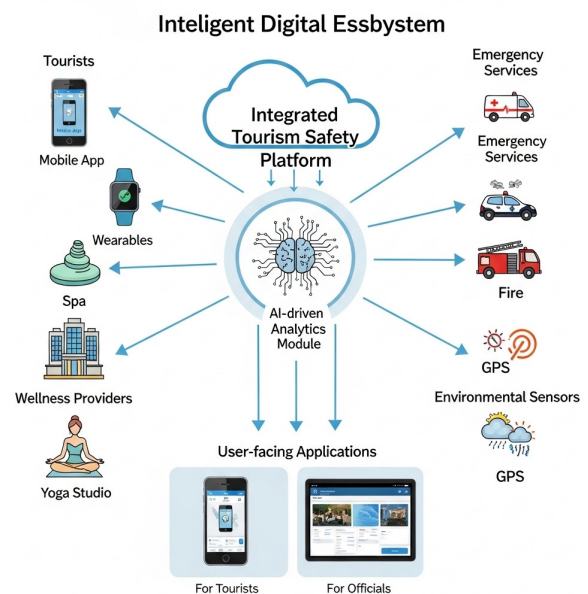 Inteligent Digital Essbystem
Tourists
Mobile App
Wearables
Spa
Wellness Providers
Yoga Studio
Integrated
Tourism Safety
Platform
AI-driven
Analytics
Module
Emergency
Services
Emergency
Services
Fire
GPS
Environmental Sensors
GPS
User-facing Applications
For Tourists
For Officials